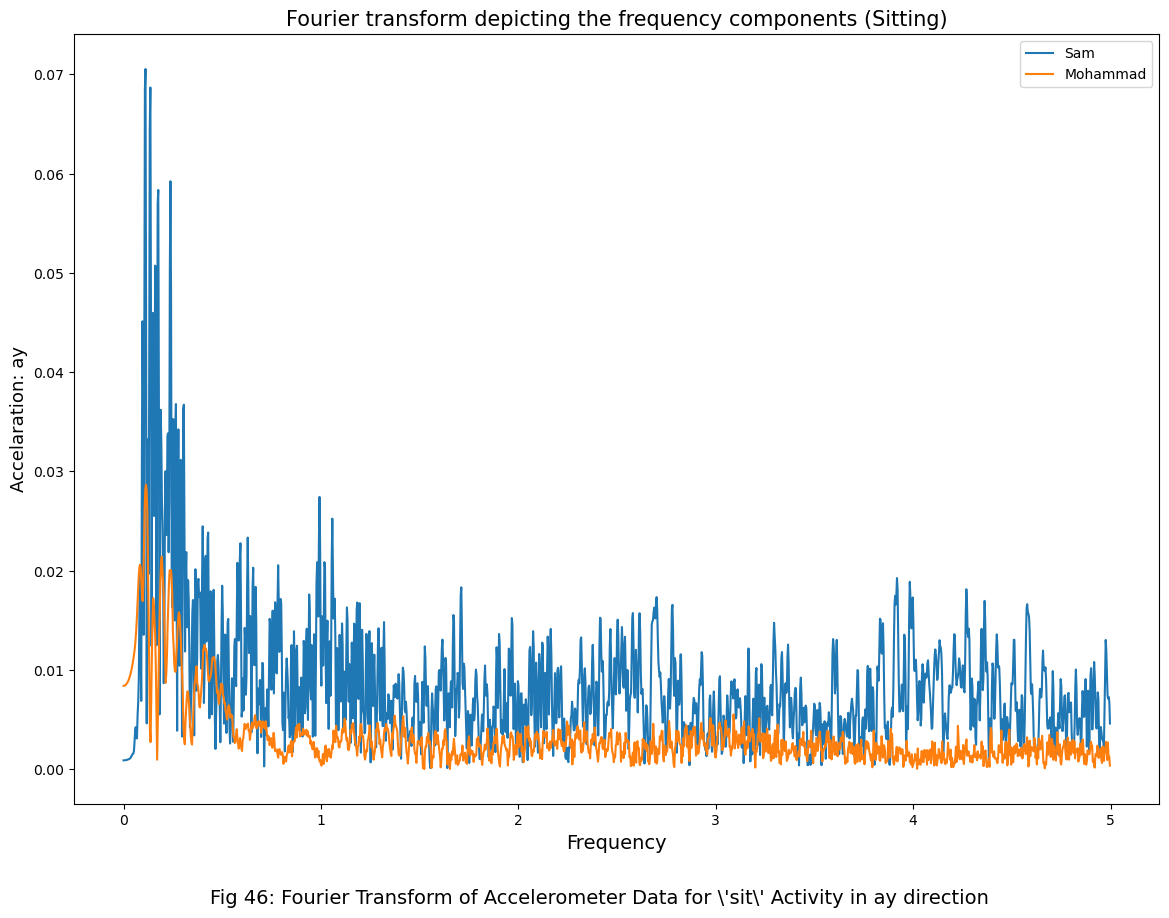 Fourier transform depicting the frequency components (Sitting)
Sam
Mohammad
0.07
0.06
0.05
0.04
0.03
0.02
0.01
0.00
Accelaration: ay
0 1 2 3 4 5
Frequency
Fig 46: Fourier Transform of Accelerometer Data for \'sit\' Activity in ay direction